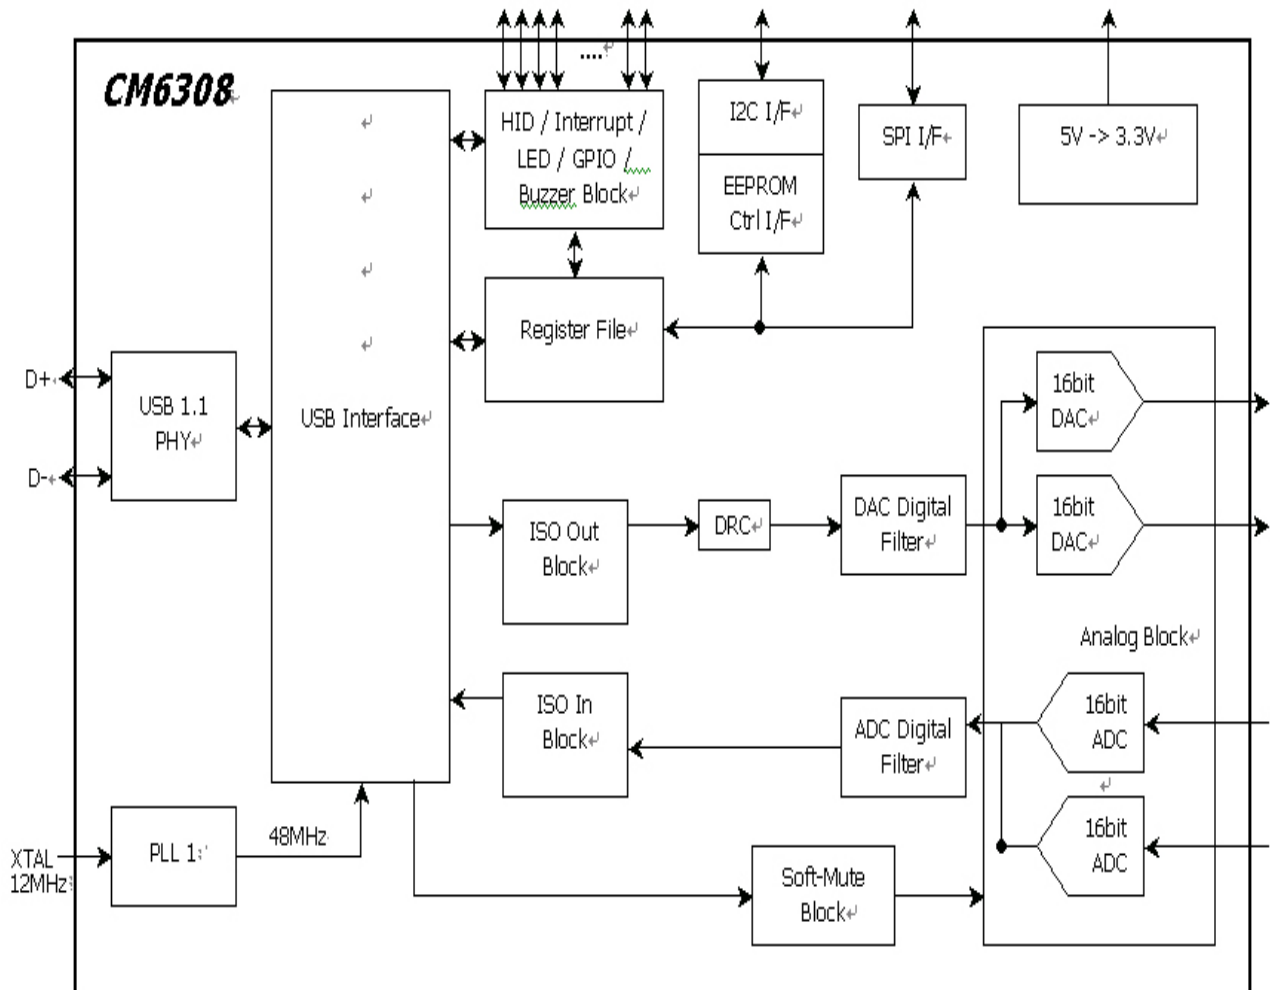 CM6308
HID / Interrupt /
LED / GPIO /
Buzzer Block
....
I2C I/F
EEPROM
Ctrl I/F
SPI I/F
5V -> 3.3V
Register File
D+
D-
USB 1.1
PHY
USB Interface
16bit
DAC
16bit
DAC
ISO Out
Block
DRC
DAC Digital
Filter
Analog Block
ISO In
Block
ADC Digital
Filter
16bit
ADC
16bit
ADC
XTAL
12MHz
PLL 1
48MHz
Soft-Mute
Block